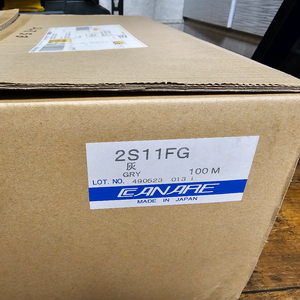 2S11FG
灰
GRY 100 M
LOT. NO. 490623 013 i
CANARE
MADE IN JAPAN